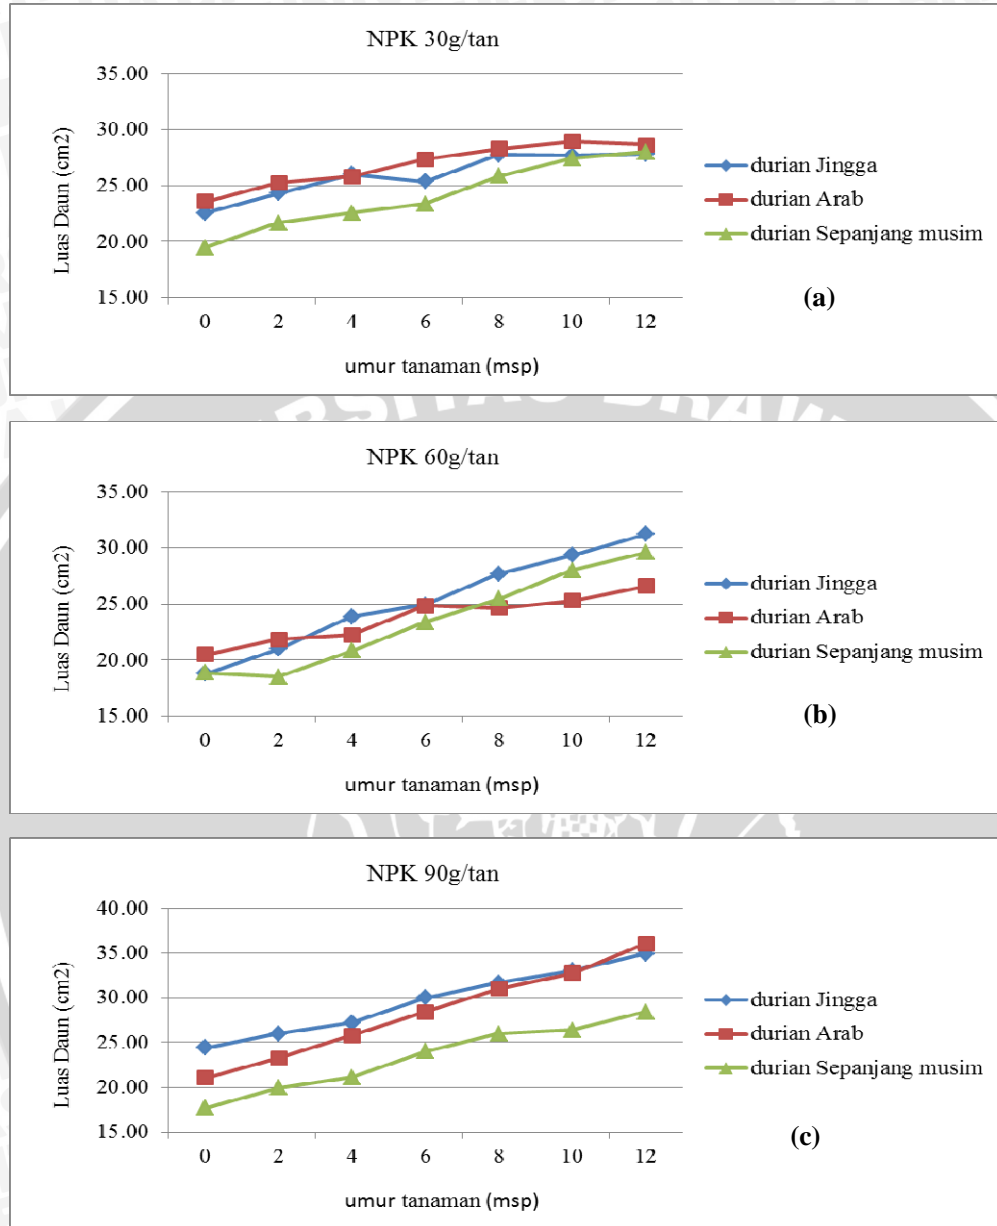 NPK 30g/tan
35.00
30.00
25.00
20.00
15.00
Luas Daun (cm2)
0 2 4 6 8 10 12
umur tanaman (msp)
durian Jingga
durian Arab
durian Sepanjang musim
(a)
NPK 60g/tan
35.00
30.00
25.00
20.00
15.00
Luas Daun (cm2)
0 2 4 6 8 10 12
umur tanaman (msp)
durian Jingga
durian Arab
durian Sepanjang musim
(b)
NPK 90g/tan
40.00
35.00
30.00
25.00
20.00
15.00
Luas Daun (cm2)
0 2 4 6 8 10 12
umur tanaman (msp)
durian Jingga
durian Arab
durian Sepanjang musim
(c)